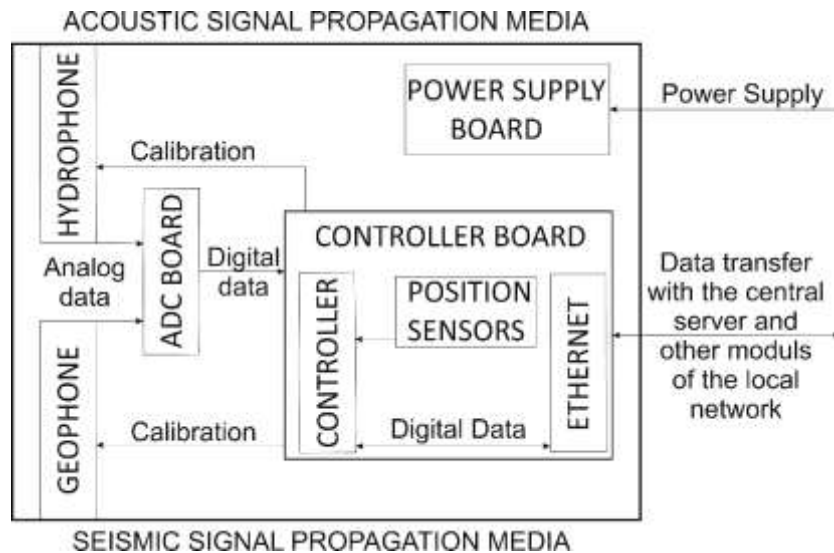 ACOUSTIC SIGNAL PROPAGATION MEDIA
HYDROPHONE
POWER SUPPLY
BOARD
Power Supply
Calibration
ADC BOARD
CONTROLLER BOARD
Analog
data
Digital
data
CONTROLLER
POSITION
SENSORS
ETHERNET
Data transfer
with the central
server and
other moduls
of the local
network
GEOPHONE
Calibration
Digital Data
SEISMIC SIGNAL PROPAGATION MEDIA